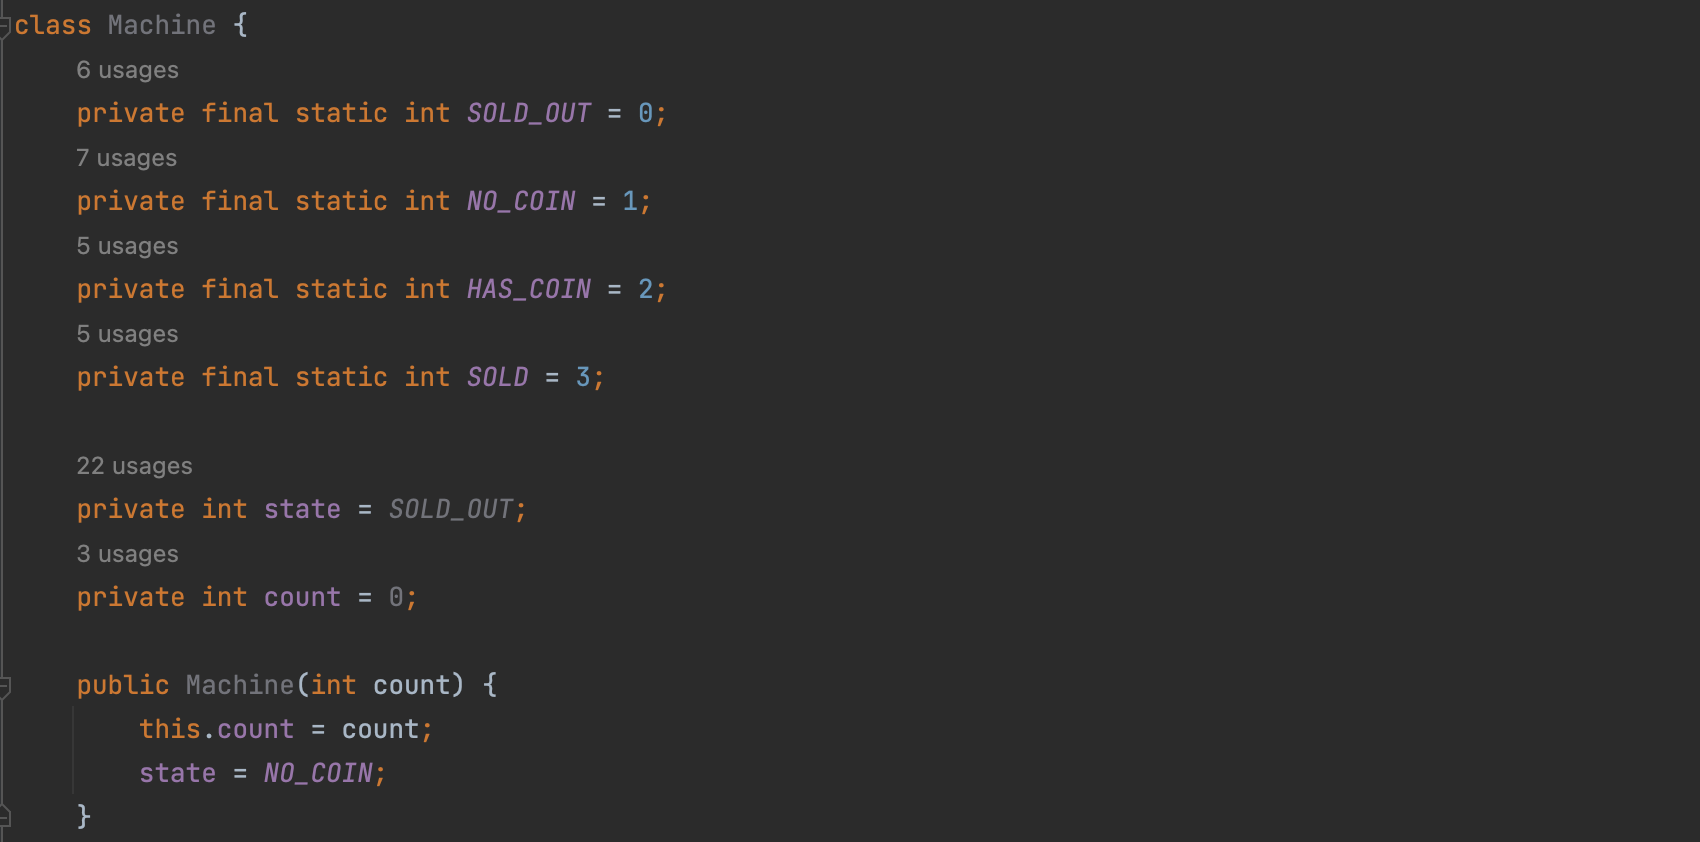 class Machine {
6 usages
private final static int SOLD_OUT = 0;
7 usages
private final static int NO_COIN = 1;
5 usages
private final static int HAS_COIN = 2;
5 usages
private final static int SOLD = 3;
22 usages
private int state = SOLD_OUT;
3 usages
private int count = 0;
public Machine(int count) {
this.count = count;
state = NO_COIN;
}